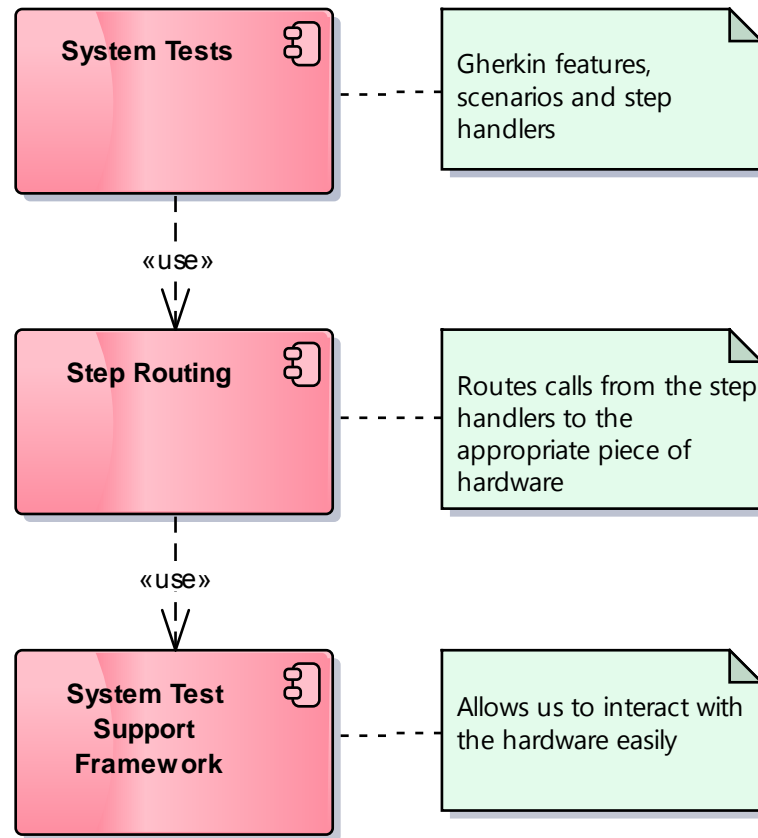 System Tests
Gherkin features,
scenarios and step
handlers
«use»
Step Routing
Routes calls from the step
handlers to the
appropriate piece of
hardware
«use»
System Test
Support
Framework
Allows us to interact with
the hardware easily